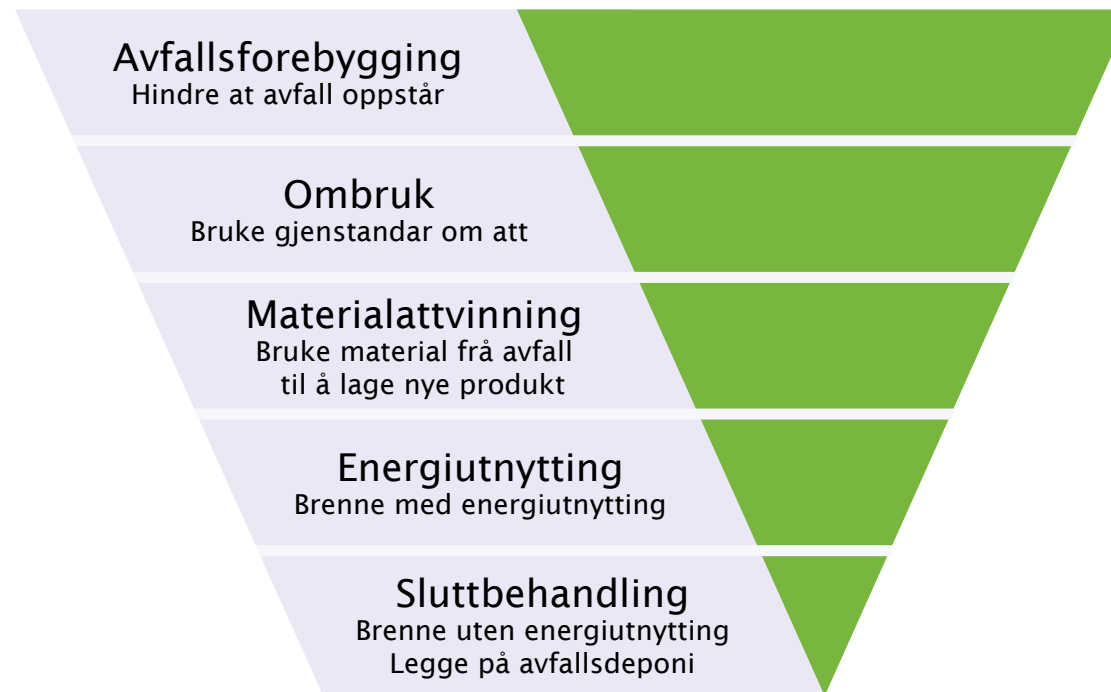 Avfallsforebygging
Hindre at avfall oppstår
Ombruk
Bruke gjenstandar om att
Materialattvinning
Bruke material frå avfall
til å lage nye produkt
Energiutnytting
Brenne med energiutnytting
Sluttbehandling
Brenne uten energiutnytting
Legge på avfallsdeponi